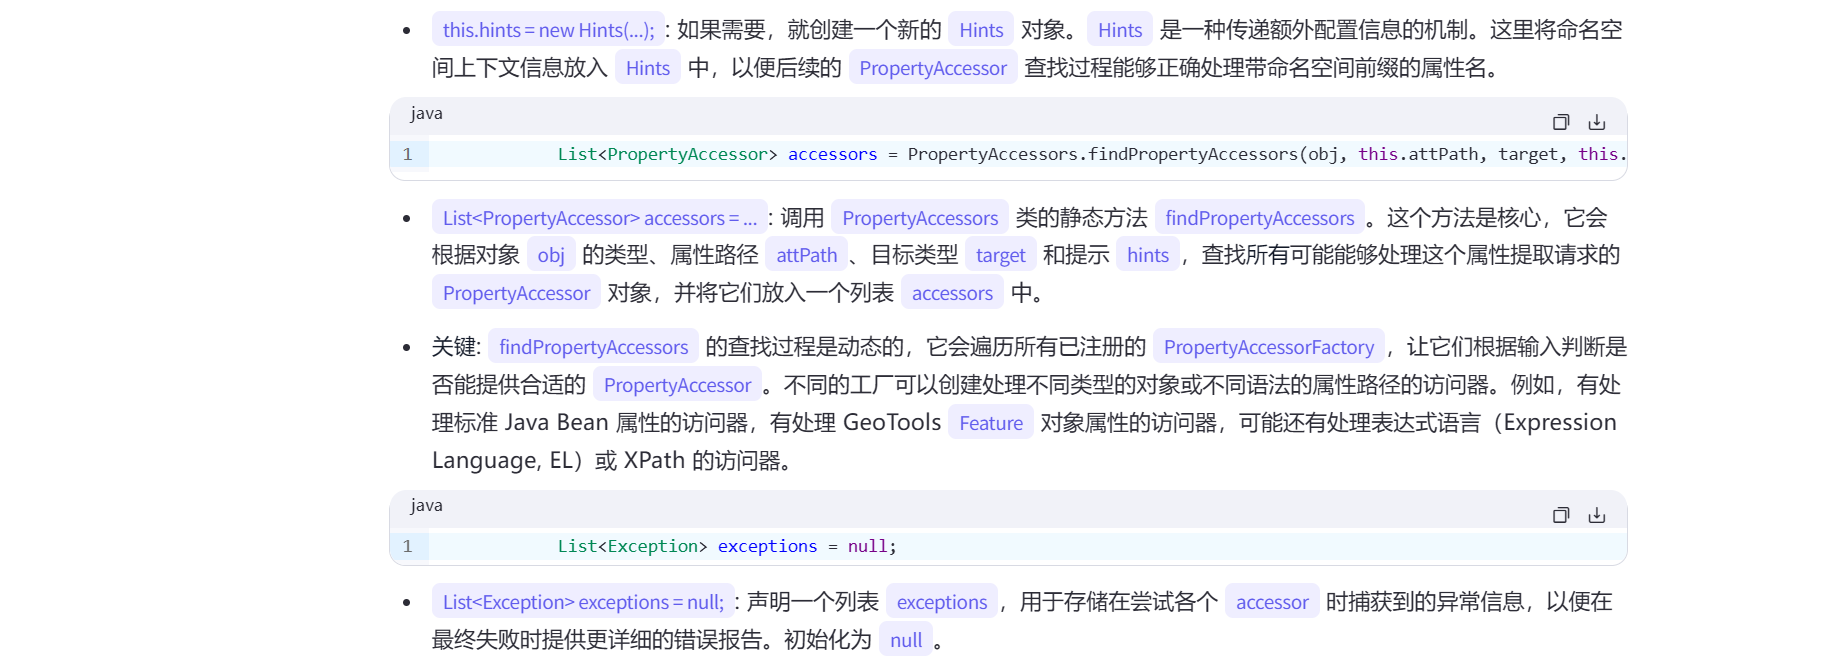 • this.hints = new Hints(...); : 如果需要，就创建一个新的 Hints 对象。 Hints 是一种传递额外配置信息的机制。这里将命名空
间上下文信息放入 Hints 中，以便后续的 PropertyAccessor 查找过程能够正确处理带命名空间前缀的属性名。
java
1 List<PropertyAccessor> accessors = PropertyAccessors.findPropertyAccessors(obj, this.attPath, target, this.
• List<PropertyAccessor> accessors = ... : 调用 PropertyAccessors 类的静态方法 findPropertyAccessors 。这个方法是核心，它会
根据对象 obj 的类型、属性路径 attPath 、目标类型 target 和提示 hints ，查找所有可能能够处理这个属性提取请求的
PropertyAccessor 对象，并将它们放入一个列表 accessors 中。
• 关键: findPropertyAccessors 的查找过程是动态的，它会遍历所有已注册的 PropertyAccessorFactory ，让它们根据输入判断是
否能提供合适的 PropertyAccessor 。不同的工厂可以创建处理不同类型的对象或不同语法的属性路径的访问器。例如，有处
理标准 Java Bean 属性的访问器，有处理 GeoTools Feature 对象属性的访问器，可能还有处理表达式语言（Expression
Language, EL）或 XPath 的访问器。
java
1 List<Exception> exceptions = null;
• List<Exception> exceptions = null; : 声明一个列表 exceptions ，用于存储在尝试各个 accessor 时捕获到的异常信息，以便在
最终失败时提供更详细的错误报告。初始化为 null 。